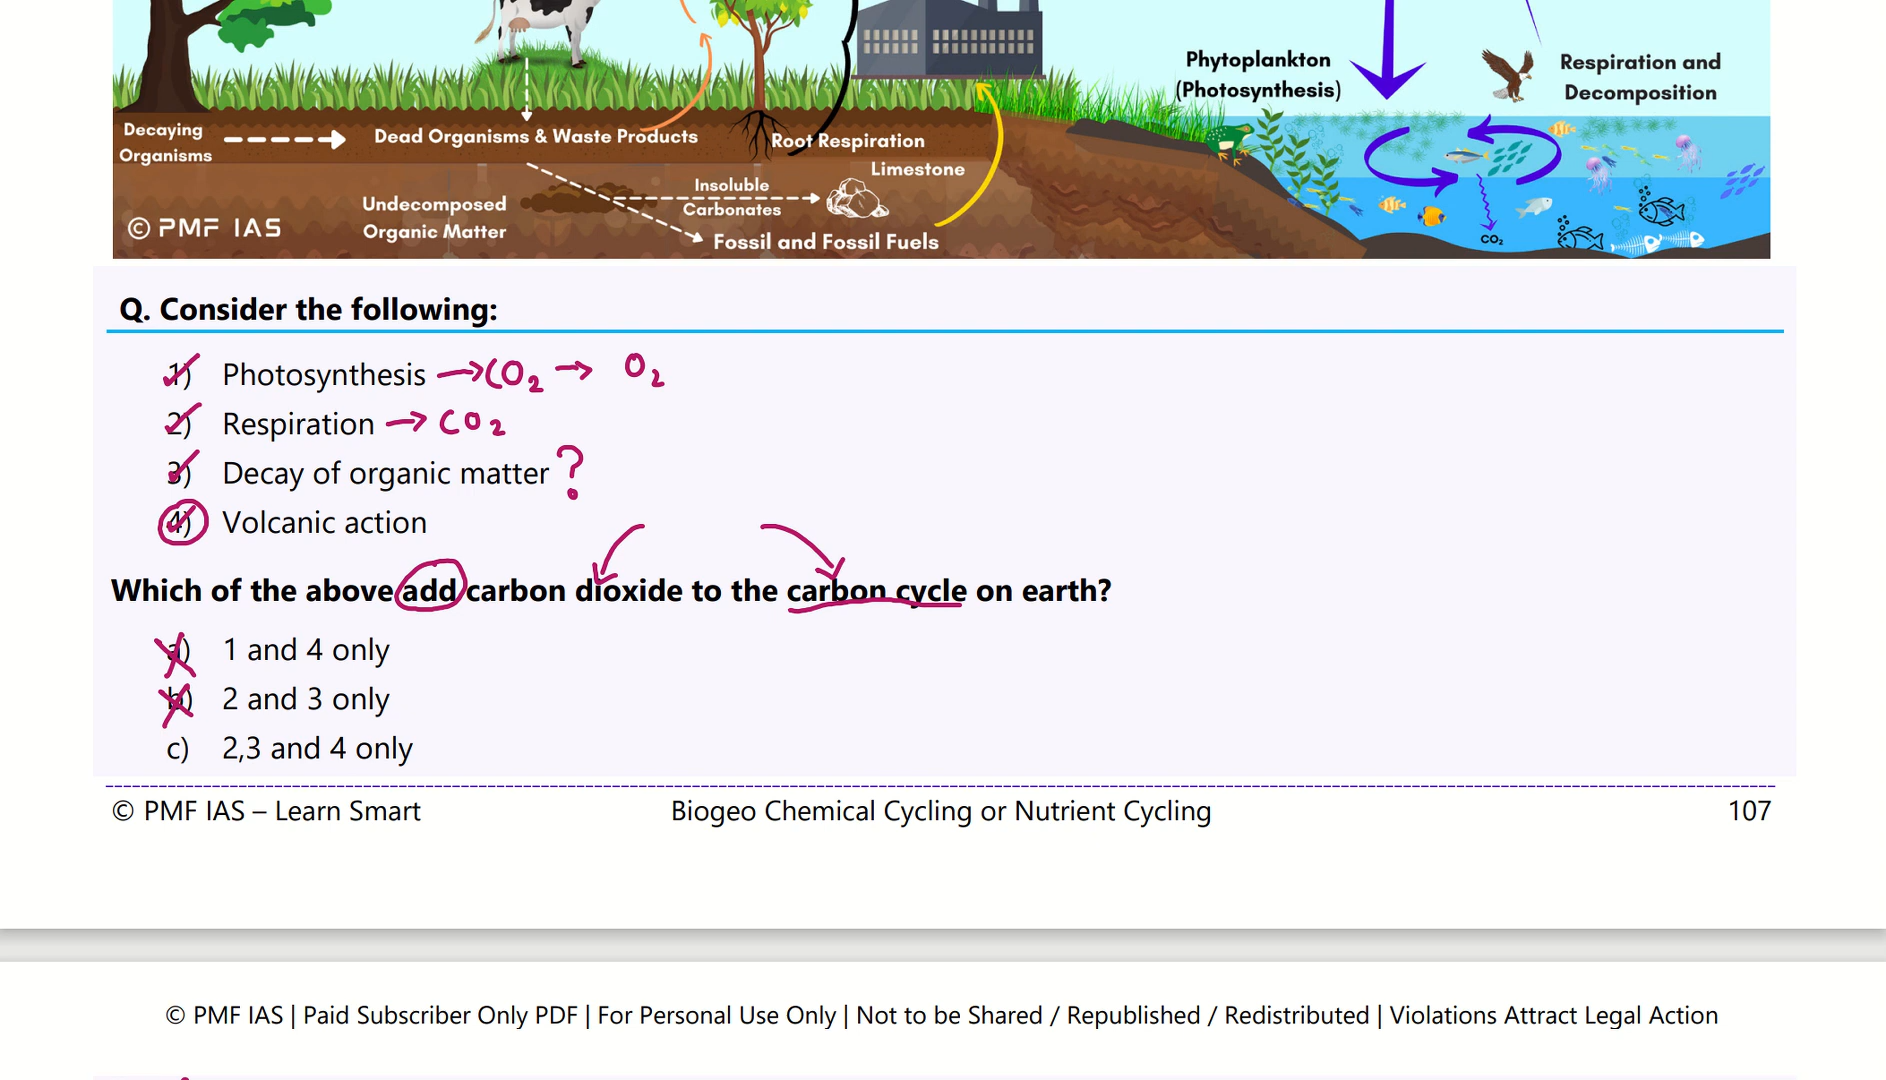 Phytoplankton
(Photosynthesis)
Respiration and
Decomposition
Decaying
Organisms
Dead Organisms & Waste Products
Root Respiration
Limestone
Insoluble
Carbonates
Undecomposed
Organic Matter
Fossil and Fossil Fuels
© PMF IAS
CO₂
Q. Consider the following:
1) Photosynthesis → CO₂ → O₂
2) Respiration → CO₂
3) Decay of organic matter ?
4) Volcanic action
Which of the above add carbon dioxide to the carbon cycle on earth?
a) 1 and 4 only
b) 2 and 3 only
c) 2,3 and 4 only
© PMF IAS – Learn Smart Biogeo Chemical Cycling or Nutrient Cycling 107
© PMF IAS | Paid Subscriber Only PDF | For Personal Use Only | Not to be Shared / Republished / Redistributed | Violations Attract Legal Action